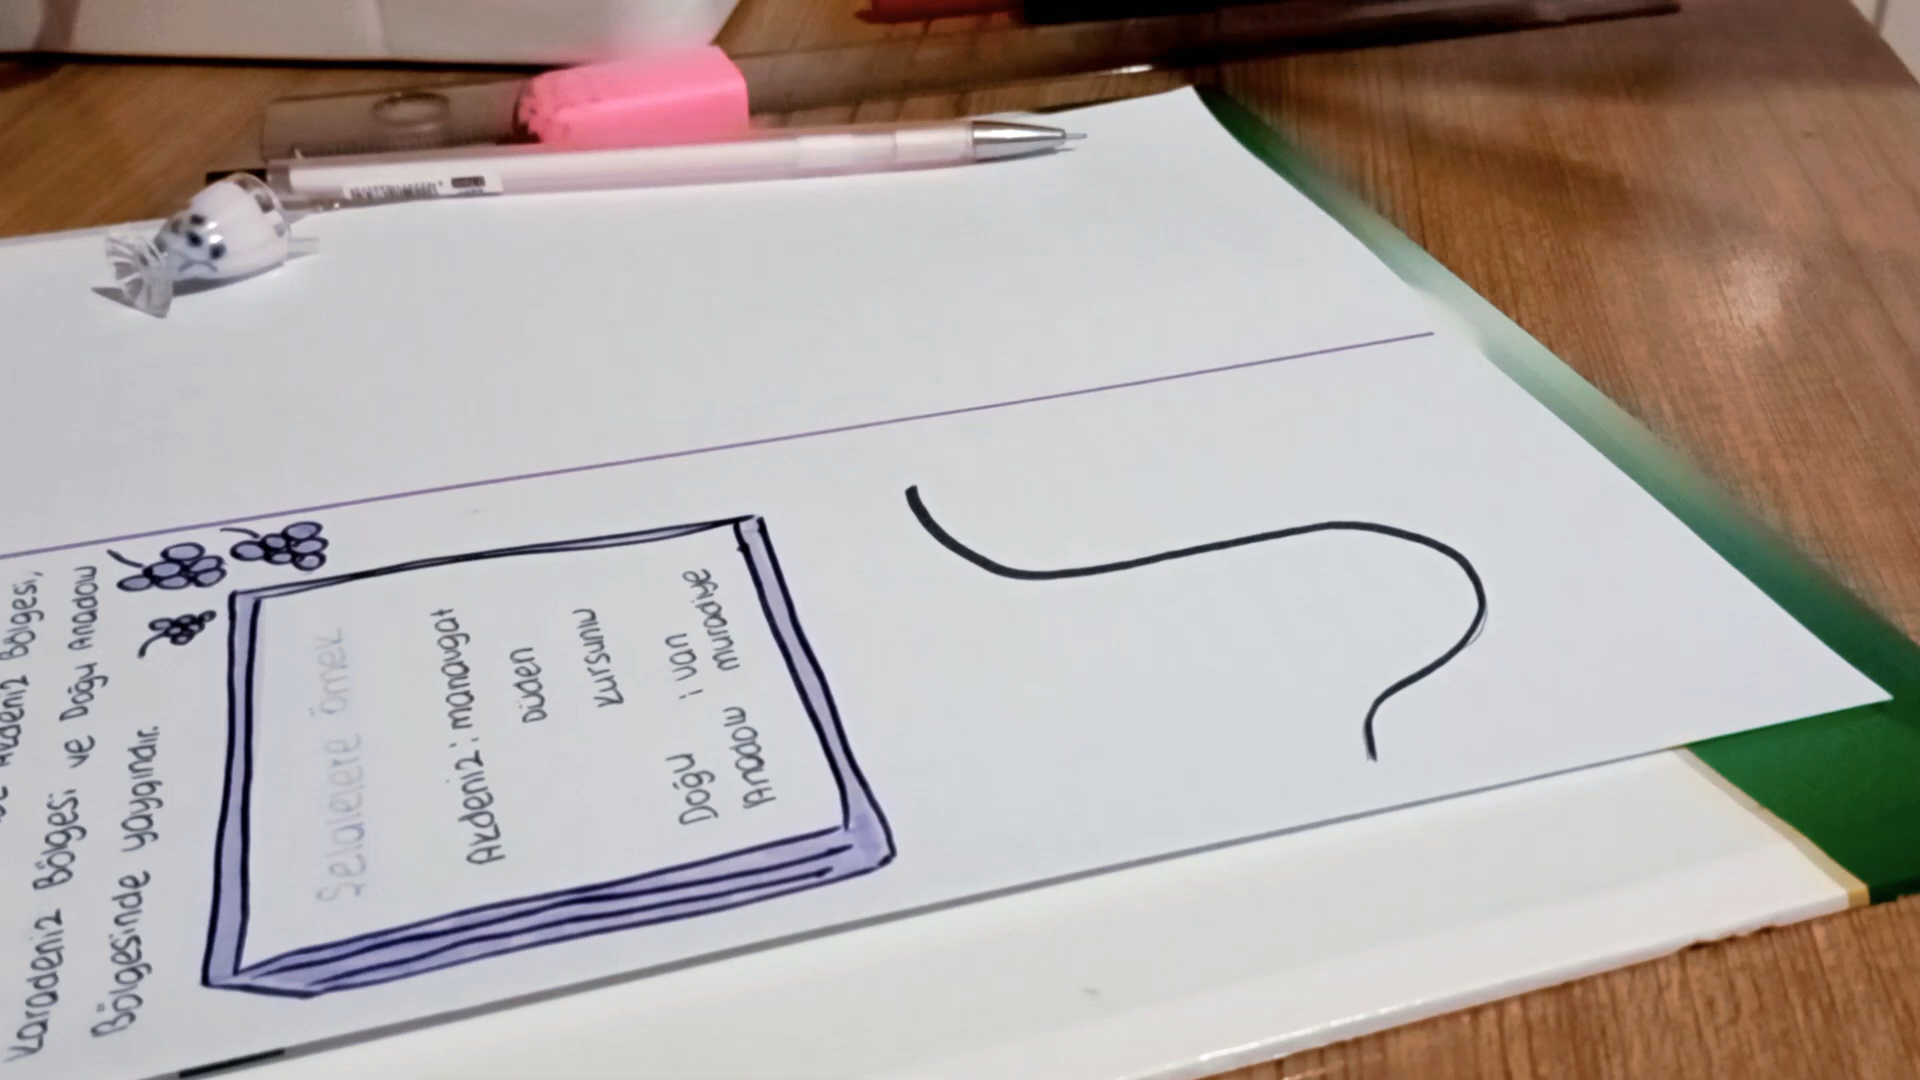 Akdeniz Bölgesi,
Karadeniz Bölgesi ve Doğu Anadolu
Bölgesinde yaygındır.
Şelalelere örnek
Akdeniz: manavgat
Düden
Kurşunlu
Doğu : Van
Anadolu muradiye